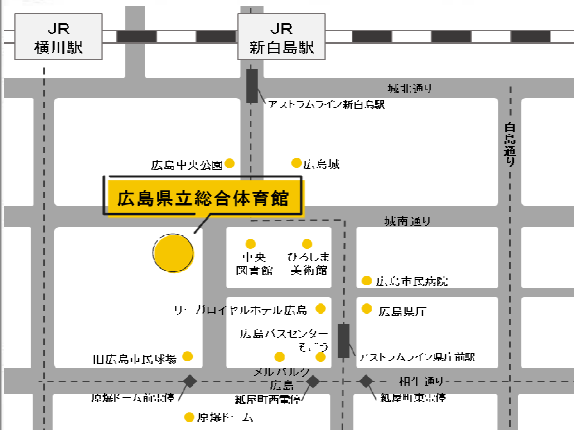 JR
横川駅
JR
新白島駅
城北通り
アストラムライン新白島駅
白島通り
広島中央公園
広島城
広島県立総合体育館
城南通り
中央
図書館
ひろしま
美術館
広島市民病院
リーガロイヤルホテル広島
広島県庁
広島バスセンター
そごう
旧広島市民球場
アストラムライン県庁前駅
メルパルク
広島
相生通り
原爆ドーム前電停
紙屋町西電停
紙屋町東電停
原爆ドーム